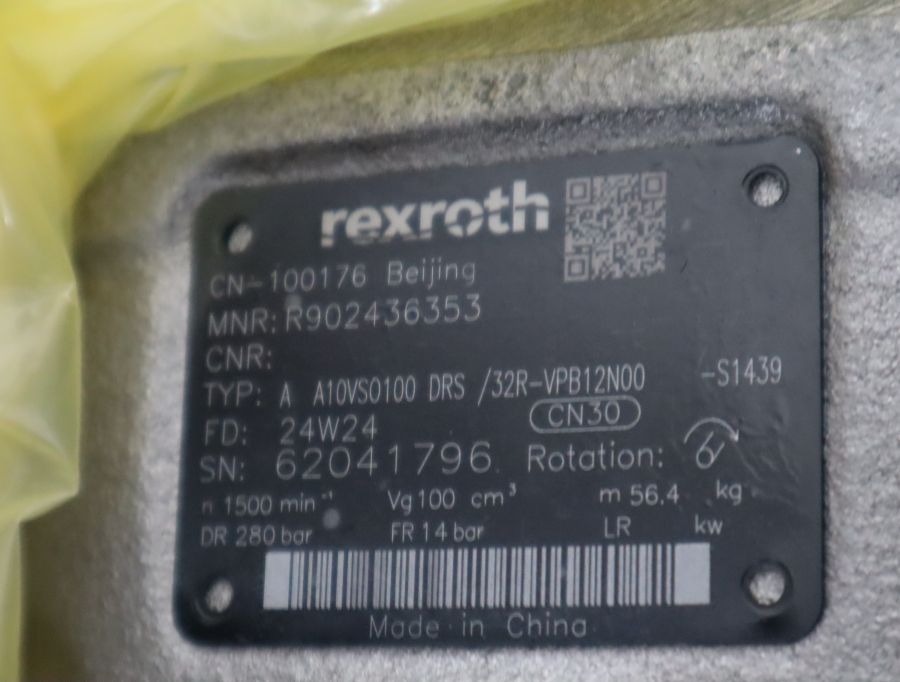 rexroth
CN-100176 Beijing
MNR: R902436353
CNR:
TYP: A A10VSO100 DRS /32R-VPB12N00 -S1439
CN30
FD: 24W24
SN: 62041796 Rotation:
n 1500 min⁻¹ Vg 100 cm³ m 56.4 kg
DR 280 bar FR 14 bar LR kw
Made in China